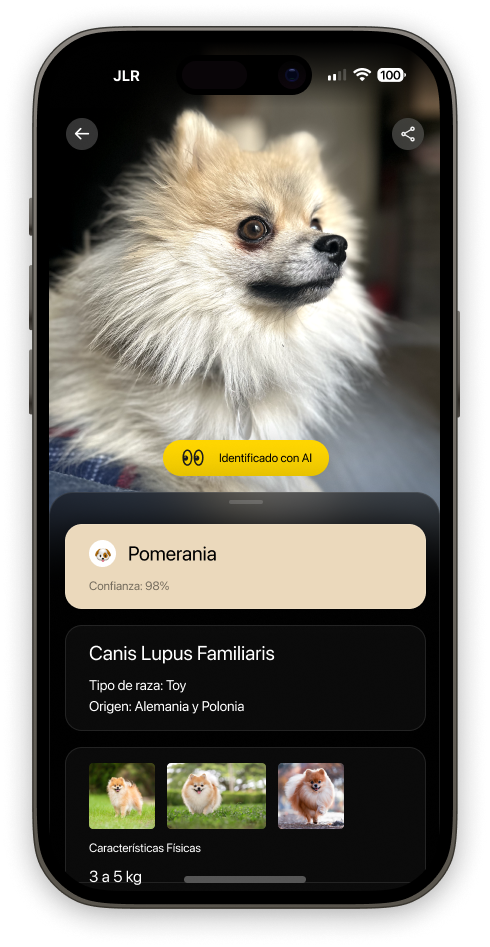 JLR
100
Identificado con AI
Pomerania
Confianza: 98%
Canis Lupus Familiaris
Tipo de raza: Toy
Origen: Alemania y Polonia
Características Físicas
3 a 5 kg